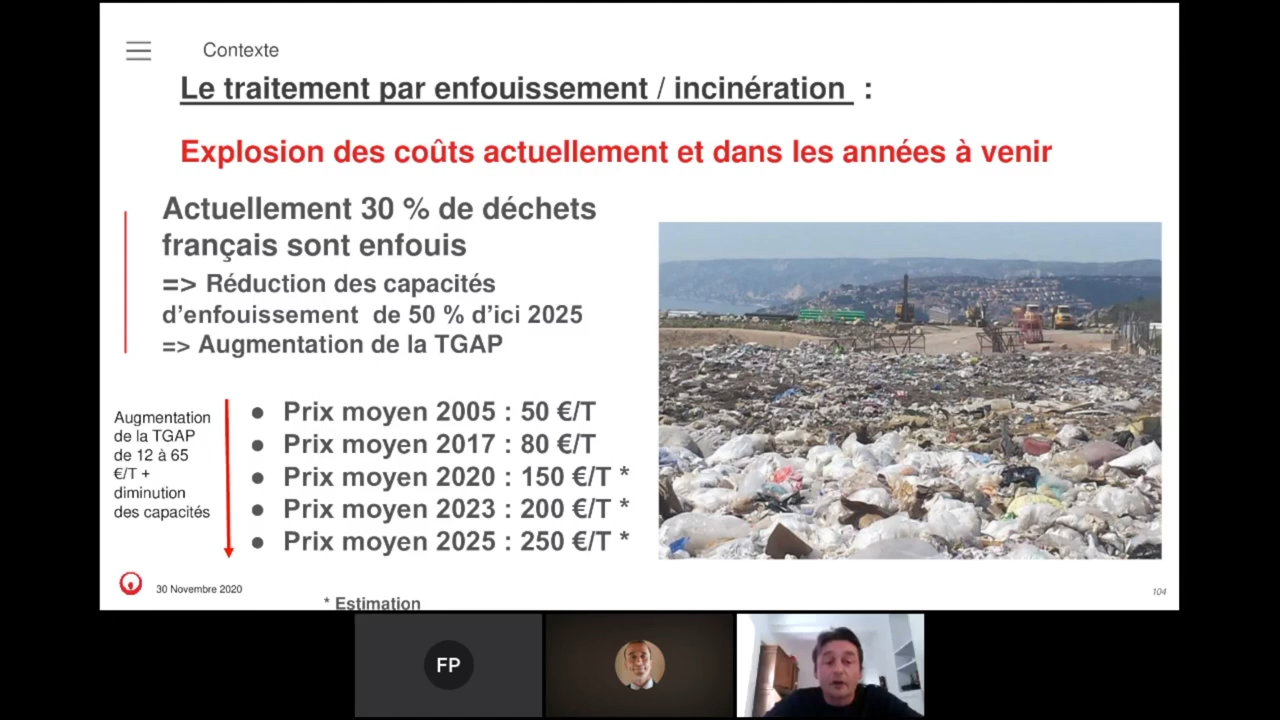 Contexte
Le traitement par enfouissement / incinération :
Explosion des coûts actuellement et dans les années à venir
Actuellement 30 % de déchets
français sont enfouis
=> Réduction des capacités
d’enfouissement de 50 % d’ici 2025
=> Augmentation de la TGAP
Augmentation
de la TGAP
de 12 à 65
€/T +
diminution
des capacités
● Prix moyen 2005 : 50 €/T
● Prix moyen 2017 : 80 €/T
● Prix moyen 2020 : 150 €/T *
● Prix moyen 2023 : 200 €/T *
● Prix moyen 2025 : 250 €/T *
30 Novembre 2020
104
* Estimation
FP